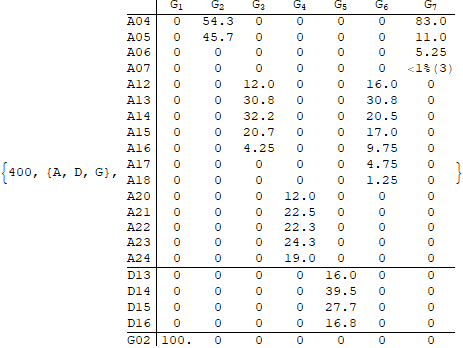 G₁ G₂ G₃ G₄ G₅ G₆ G₇
A04 0 54.3 0 0 0 0 83.0
A05 0 45.7 0 0 0 0 11.0
A06 0 0 0 0 0 0 5.25
A07 0 0 0 0 0 0 <1%(3)
A12 0 0 12.0 0 0 16.0 0
A13 0 0 30.8 0 0 30.8 0
A14 0 0 32.2 0 0 20.5 0
A15 0 0 20.7 0 0 17.0 0
A16 0 0 4.25 0 0 9.75 0
{400, {A, D, G}, A17 0 0 0 0 0 4.75 0 }
A18 0 0 0 0 0 1.25 0
A20 0 0 0 12.0 0 0 0
A21 0 0 0 22.5 0 0 0
A22 0 0 0 22.3 0 0 0
A23 0 0 0 24.3 0 0 0
A24 0 0 0 19.0 0 0 0
D13 0 0 0 0 16.0 0 0
D14 0 0 0 0 39.5 0 0
D15 0 0 0 0 27.7 0 0
D16 0 0 0 0 16.8 0 0
G02 100. 0 0 0 0 0 0